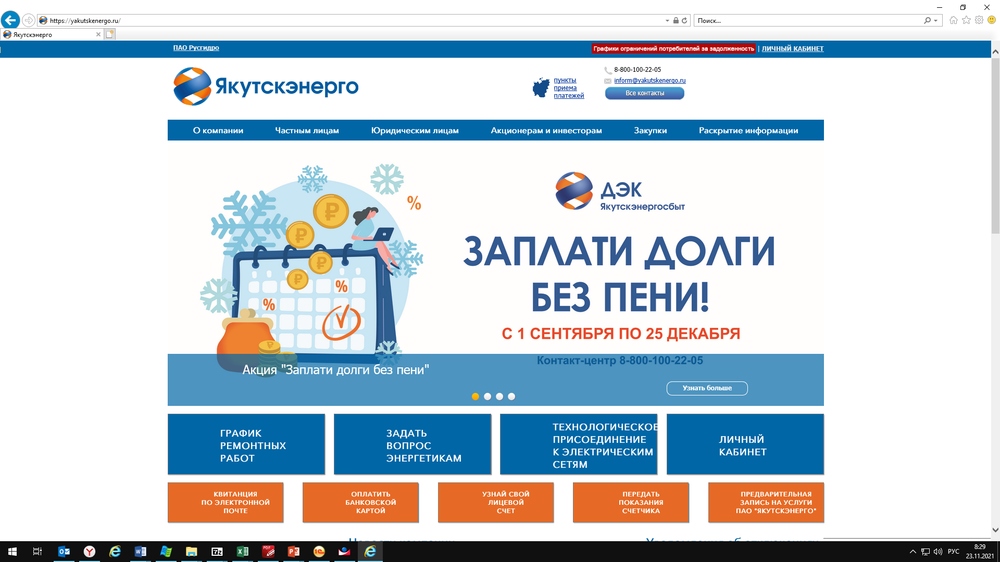 https://yakutskenergo.ru/
Поиск...
Якутскэнерго
ПАО Русгидро
Графики ограничений потребителей за задолженность | ЛИЧНЫЙ КАБИНЕТ
Якутскэнерго
пункты
приема
платежей
8-800-100-22-05
inform@yakutskenergo.ru
Все контакты
О компании
Частным лицам
Юридическим лицам
Акционерам и инвесторам
Закупки
Раскрытие информации
ДЭК
Якутскэнергосбыт
ЗАПЛАТИ ДОЛГИ
БЕЗ ПЕНИ!
С 1 СЕНТЯБРЯ ПО 25 ДЕКАБРЯ
Контакт-центр 8-800-100-22-05
Акция "Заплати долги без пени"
Узнать больше
ГРАФИК
РЕМОНТНЫХ
РАБОТ
ЗАДАТЬ
ВОПРОС
ЭНЕРГЕТИКАМ
ТЕХНОЛОГИЧЕСКОЕ
ПРИСОЕДИНЕНИЕ
К ЭЛЕКТРИЧЕСКИМ
СЕТЯМ
ЛИЧНЫЙ
КАБИНЕТ
КВИТАНЦИЯ
ПО ЭЛЕКТРОННОЙ
ПОЧТЕ
ОПЛАТИТЬ
БАНКОВСКОЙ
КАРТОЙ
УЗНАЙ СВОЙ
ЛИЦЕВОЙ
СЧЕТ
ПЕРЕДАТЬ
ПОКАЗАНИЯ
СЧЕТЧИКА
ПРЕДВАРИТЕЛЬНАЯ
ЗАПИСЬ НА УСЛУГИ
ПАО "ЯКУТСКЭНЕРГО"
РУС
8:29
23.11.2021